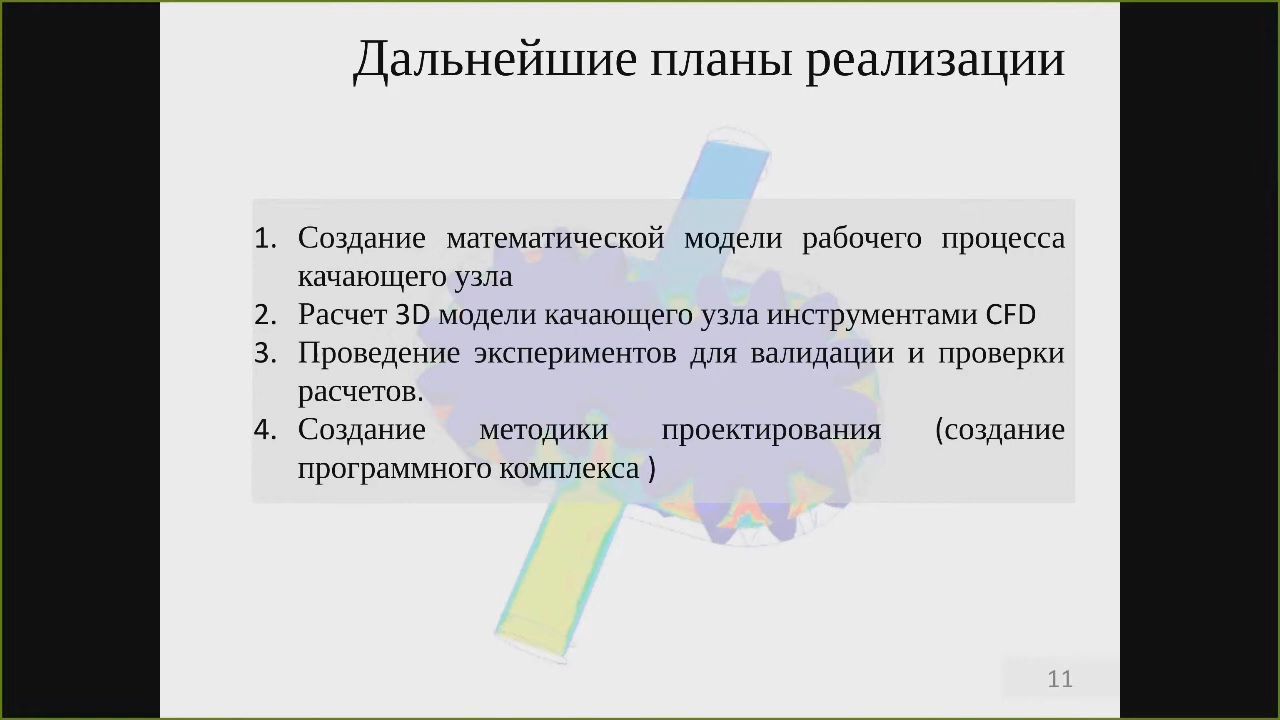 Дальнейшие планы реализации
1. Создание математической модели рабочего процесса
качающего узла
2. Расчет 3D модели качающего узла инструментами CFD
3. Проведение экспериментов для валидации и проверки
расчетов.
4. Создание методики проектирования (создание
программного комплекса )
11